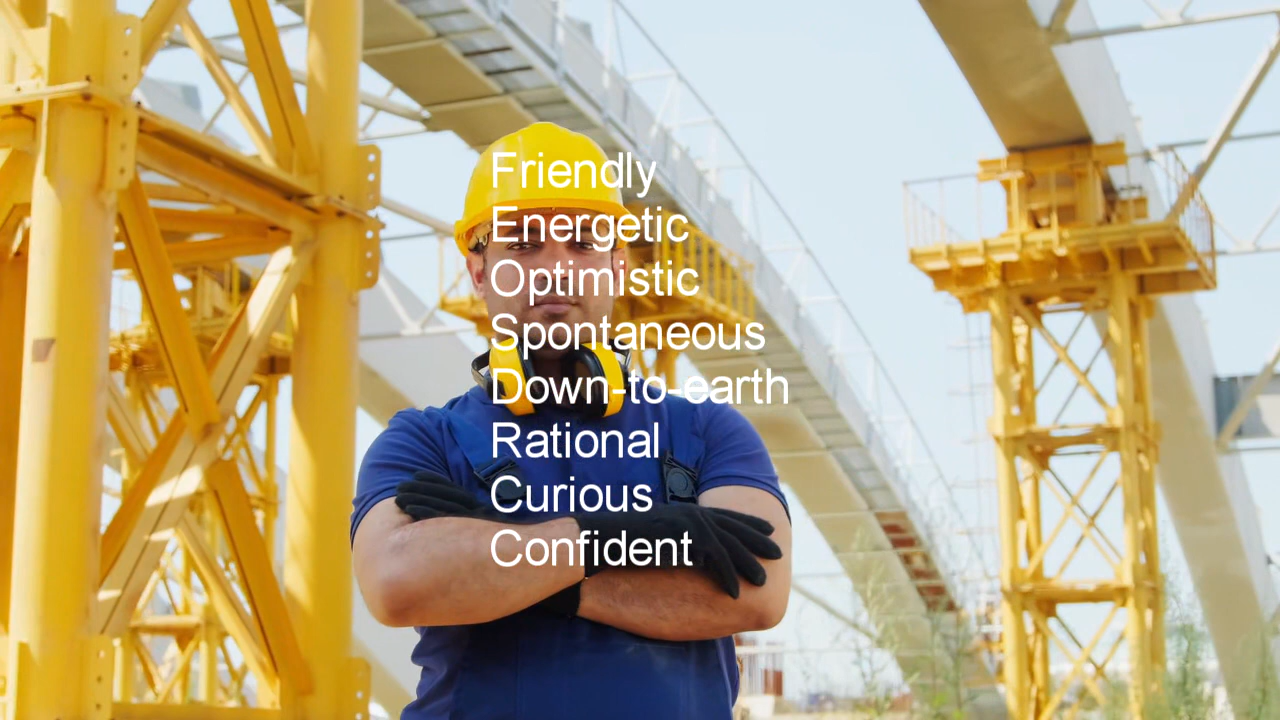 Friendly
Energetic
Optimistic
Spontaneous
Down-to-earth
Rational
Curious
Confident